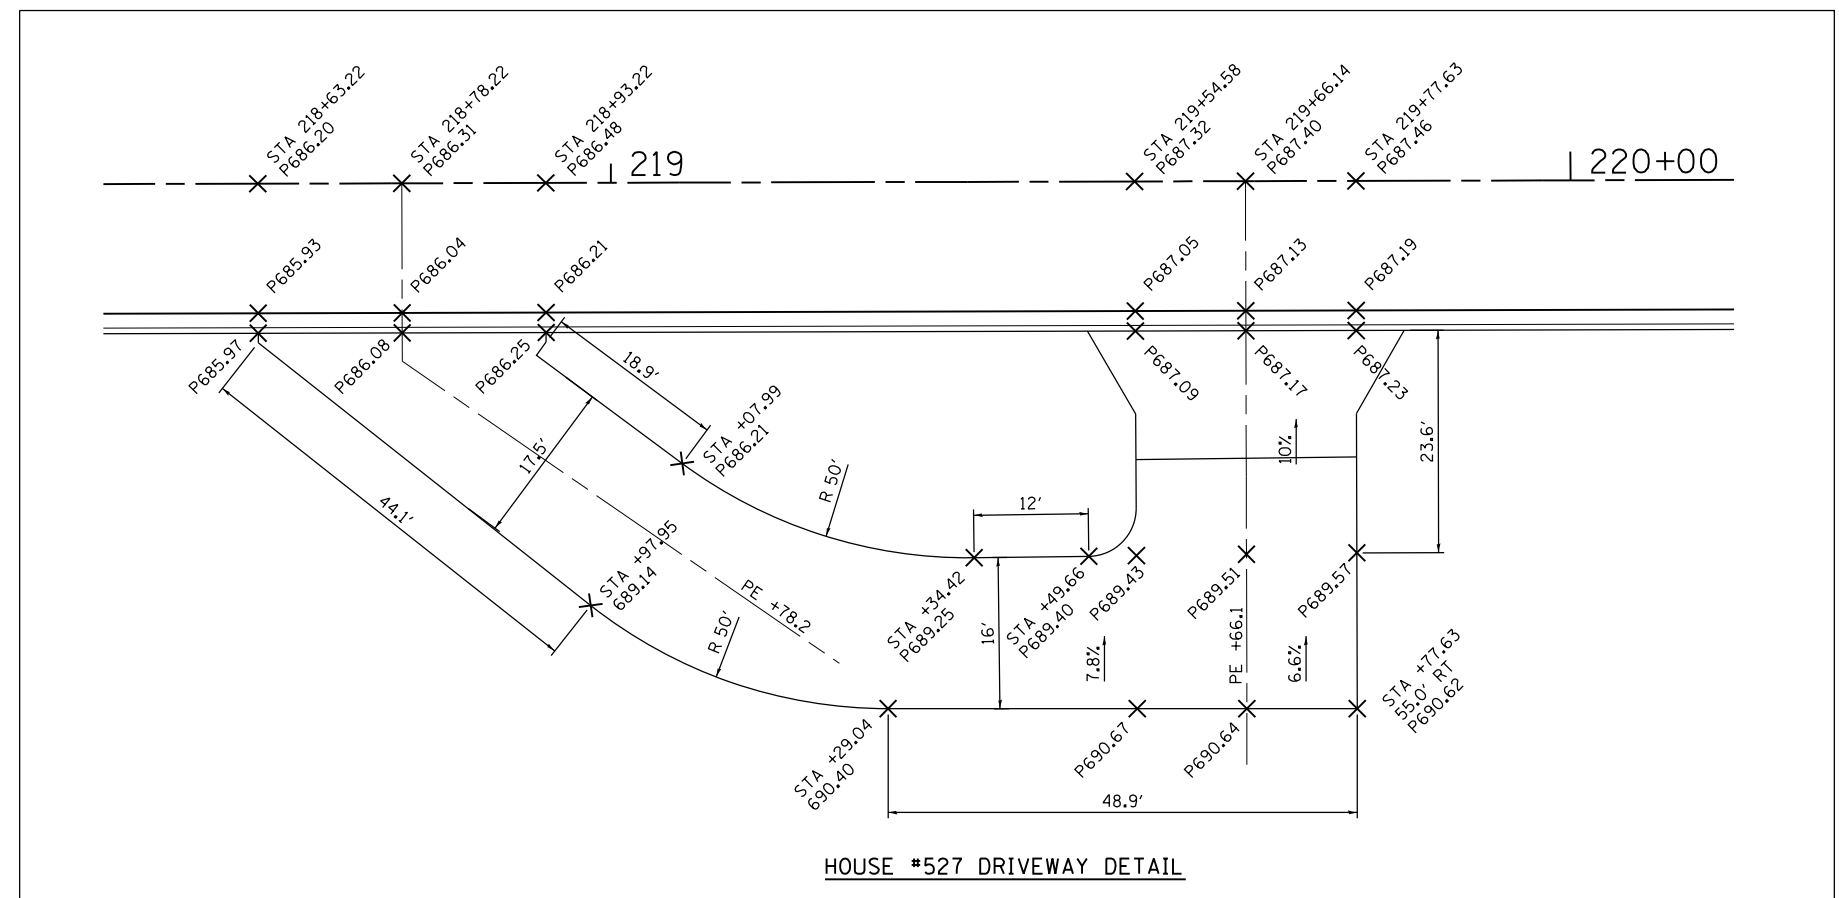 STA 218+63.22
P686.20
STA 218+78.22
P686.31
STA 218+93.22
P686.48
219
STA 219+54.58
P687.32
STA 219+66.14
P687.40
STA 219+77.63
P687.46
220+00
P685.93
P686.04
P686.21
P687.05
P687.13
P687.19
P685.97
P686.08
P686.25
P687.09
P687.17
P687.23
18.9'
STA +07.99
P686.21
17.5'
44.1'
R 50'
12'
10%
23.6'
STA +97.95
689.14
PE +78.2
R 50'
STA +34.42
P689.25
16'
STA +49.66
P689.40
P689.43
P689.51
P689.57
7.8%
PE +66.1
6.6%
STA +77.63
55.0' RT
P690.62
STA +29.04
690.40
P690.67
P690.64
48.9'
HOUSE #527 DRIVEWAY DETAIL